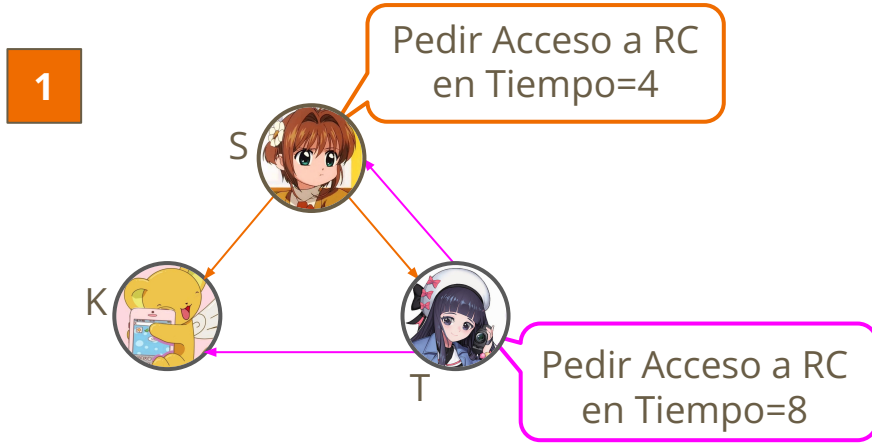 Pedir Acceso a RC
en Tiempo=4
1
S
K
T
Pedir Acceso a RC
en Tiempo=8